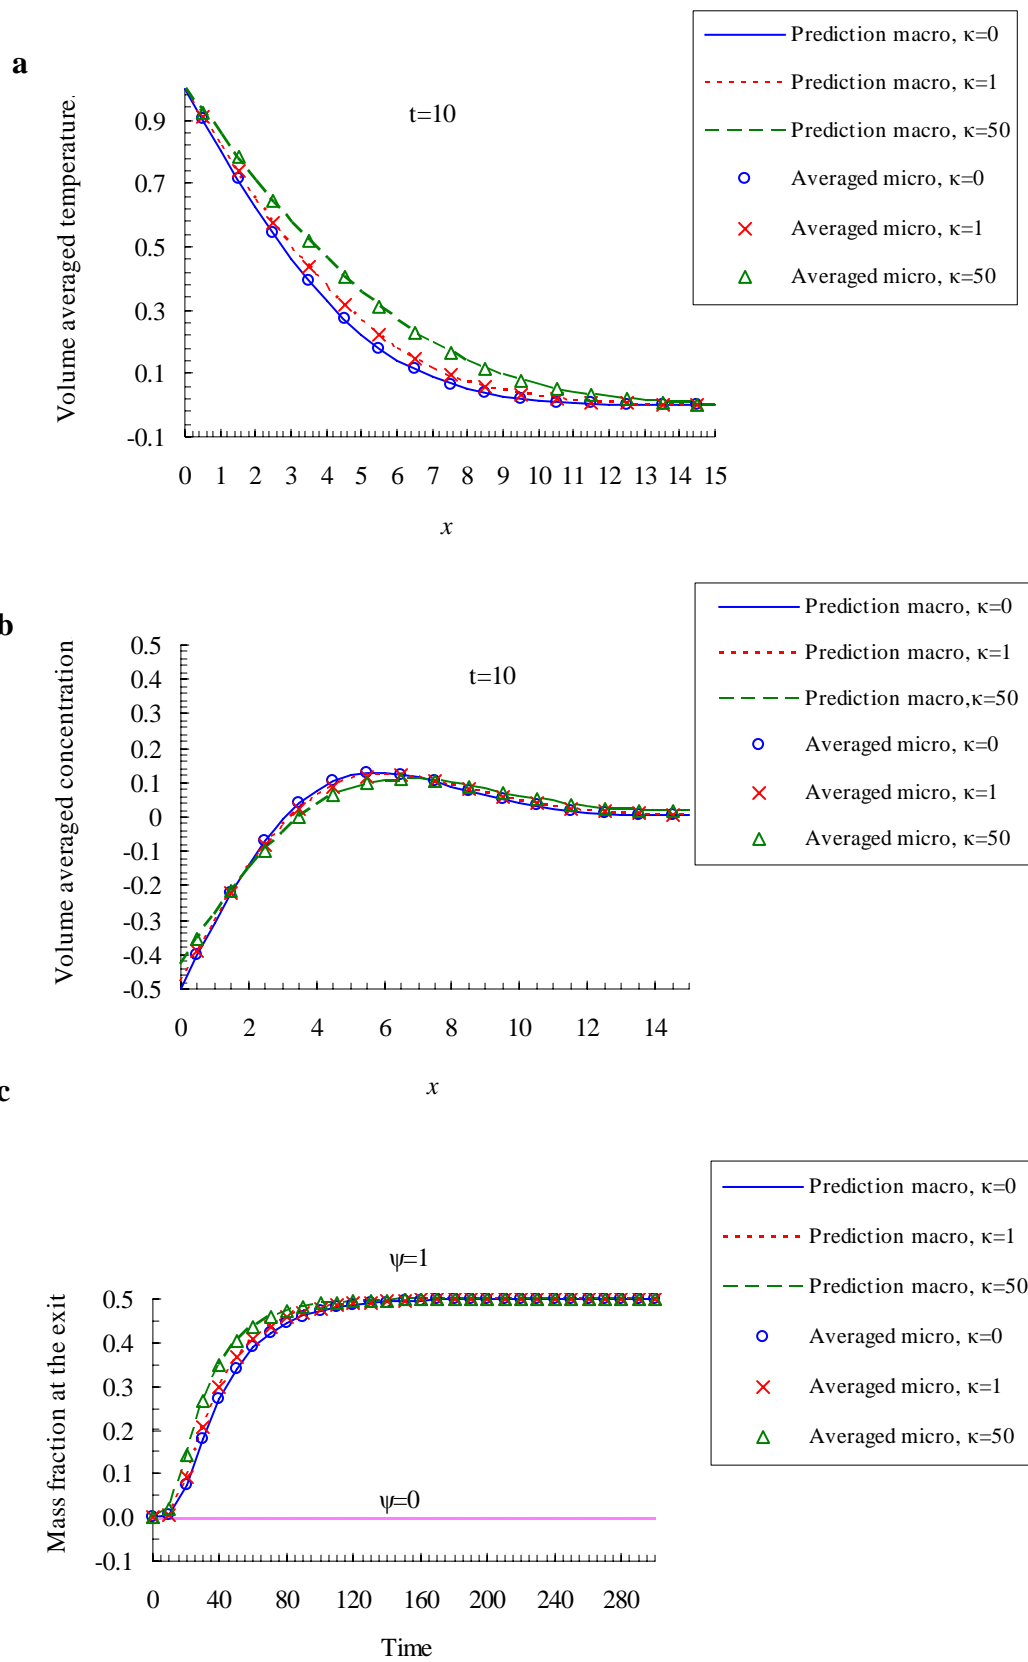 a
Prediction macro, κ=0
Prediction macro, κ=1
Prediction macro, κ=50
Averaged micro, κ=0
Averaged micro, κ=1
Averaged micro, κ=50
t=10
Volume averaged temperature.
0.9
0.7
0.5
0.3
0.1
-0.1
0 1 2 3 4 5 6 7 8 9 10 11 12 13 14 15
x
b
Prediction macro, κ=0
Prediction macro, κ=1
Prediction macro,κ=50
Averaged micro, κ=0
Averaged micro, κ=1
Averaged micro, κ=50
t=10
Volume averaged concentration
0.5
0.4
0.3
0.2
0.1
0
-0.1
-0.2
-0.3
-0.4
-0.5
0 2 4 6 8 10 12 14
x
c
Prediction macro, κ=0
Prediction macro, κ=1
Prediction macro, κ=50
Averaged micro, κ=0
Averaged micro, κ=1
Averaged micro, κ=50
ψ=1
ψ=0
Mass fraction at the exit
0.5
0.4
0.3
0.2
0.1
0.0
-0.1
0 40 80 120 160 200 240 280
Time